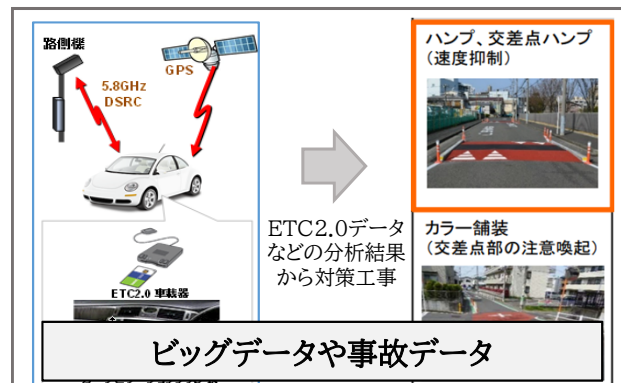 路側機
GPS
5.8GHz
DSRC
ETC2.0 車載器
ETC2.0データ
などの分析結果
から対策工事
ハンプ、交差点ハンプ
(速度抑制)
カラー舗装
(交差点部の注意喚起)
ビッグデータや事故データ